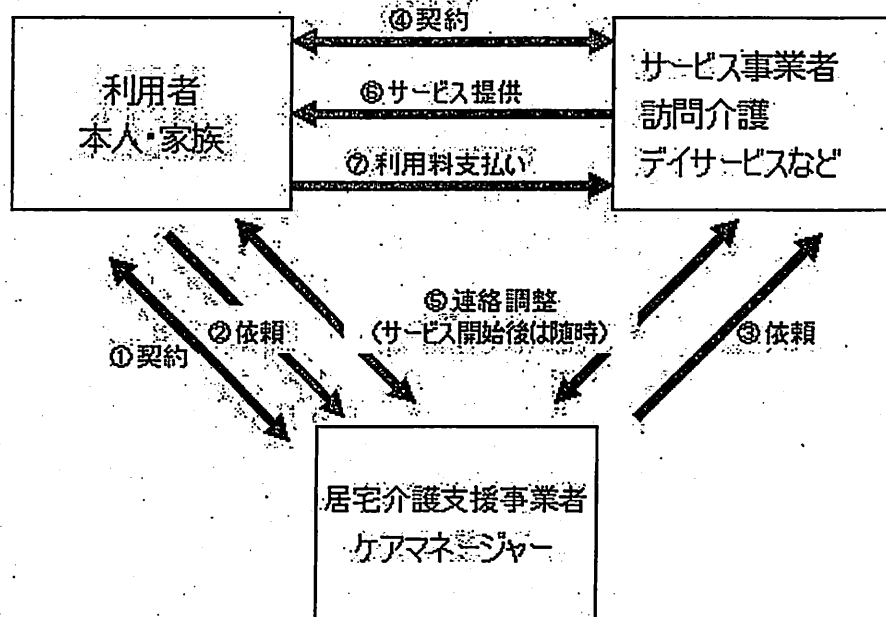 ④契約
利用者
本人・家族
サービス事業者
訪問介護
デイサービスなど
⑥サービス提供
⑦利用料支払い
①契約
②依頼
⑤連絡調整
(サービス開始後は随時)
③依頼
居宅介護支援事業者
ケアマネージャー